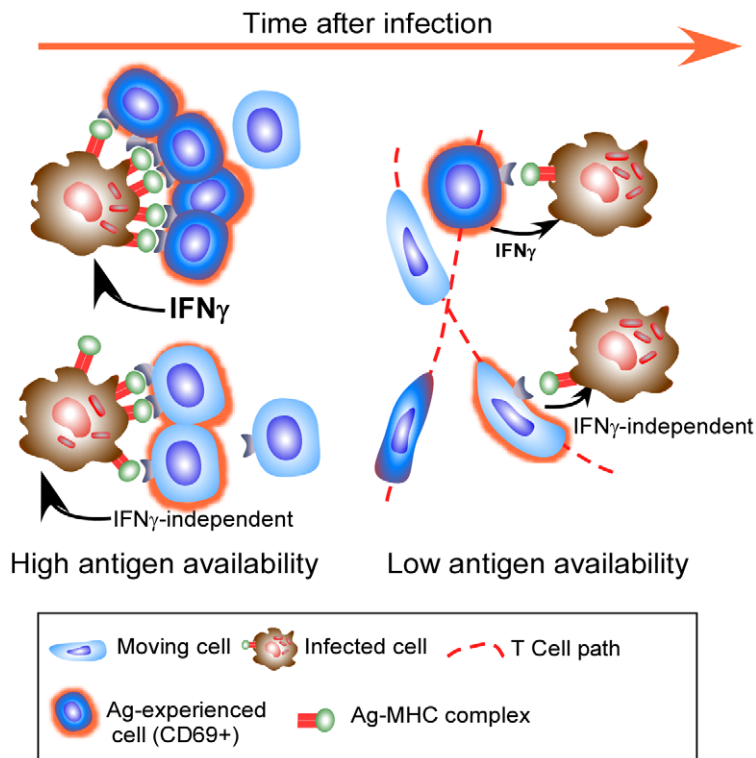 Time after infection
IFNγ
IFNγ
IFNγ-independent
IFNγ-independent
High antigen availability
Low antigen availability
Moving cell
Infected cell
T Cell path
Ag-experienced
cell (CD69+)
Ag-MHC complex